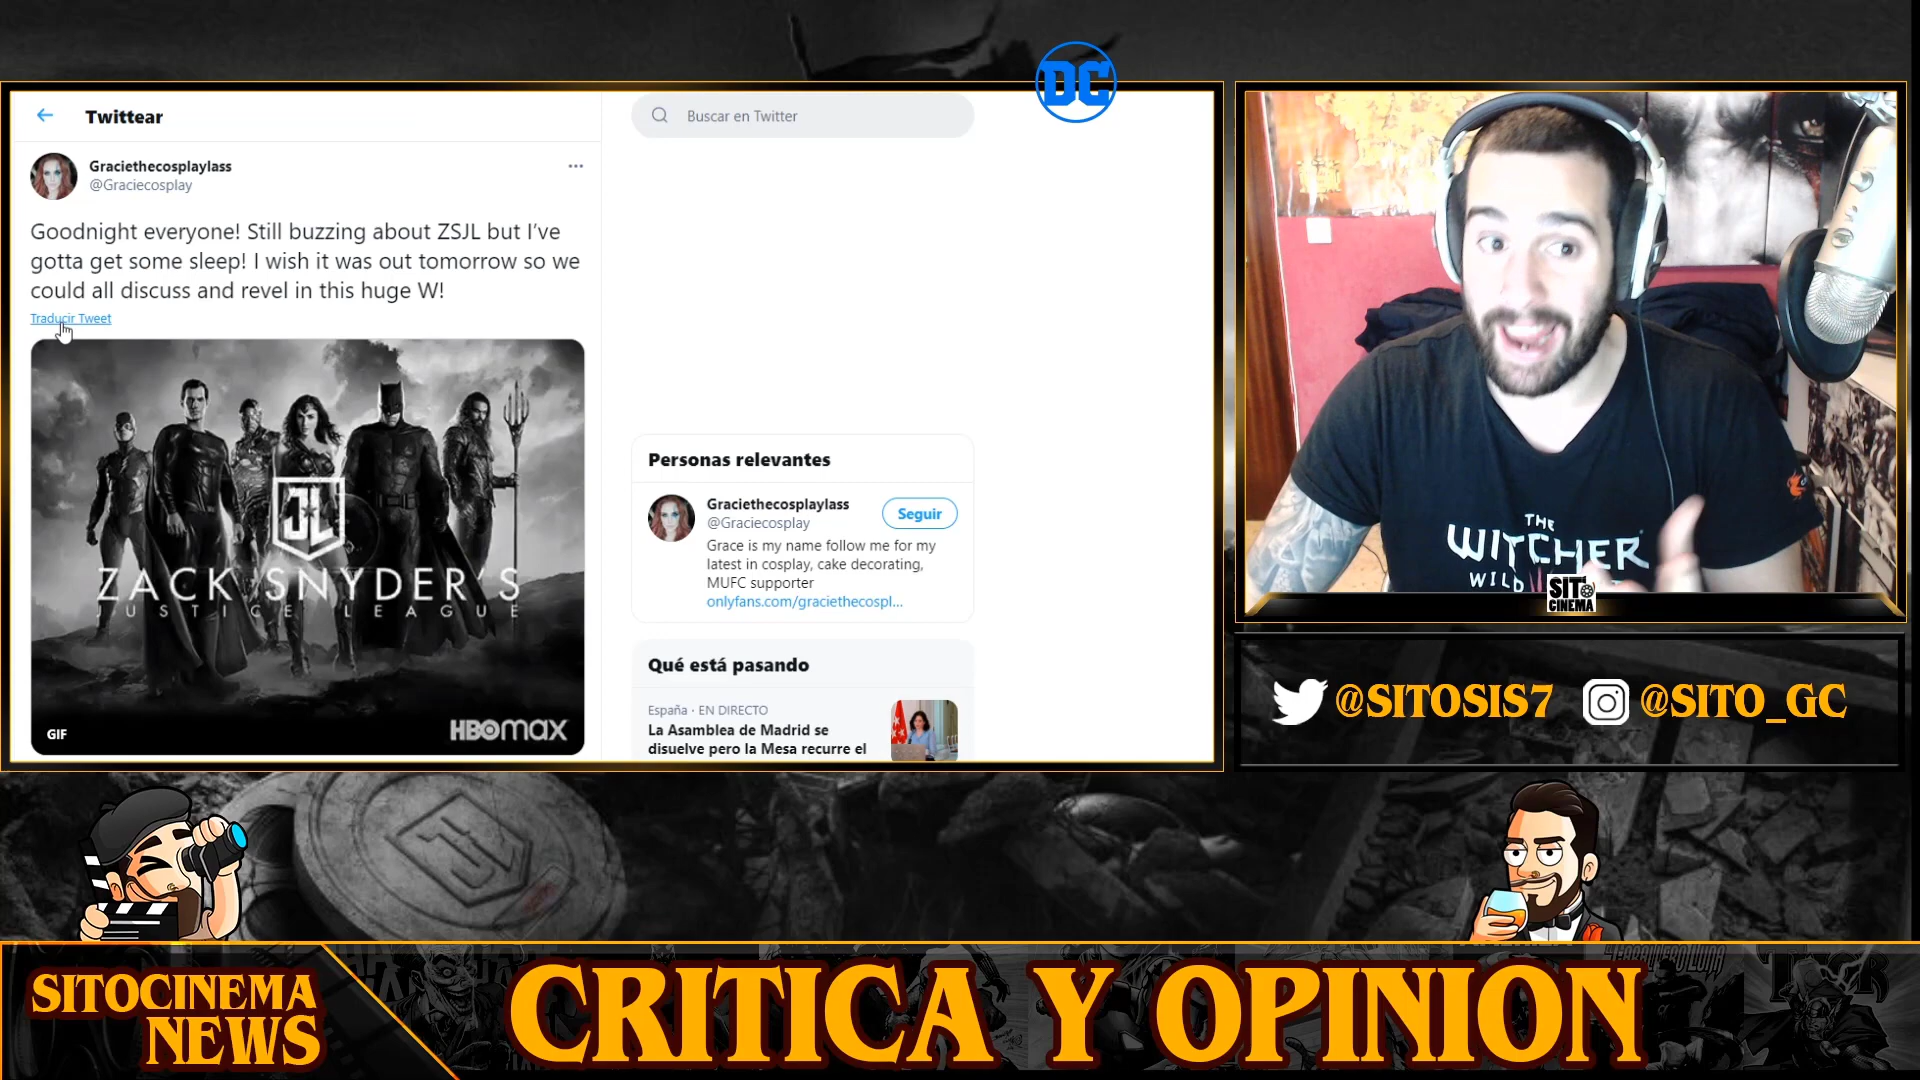 DC
Twittear
Buscar en Twitter
Graciethecosplaylass
@Graciecosplay
Goodnight everyone! Still buzzing about ZSJL but I've
gotta get some sleep! I wish it was out tomorrow so we
could all discuss and revel in this huge W!
Traducir Tweet
JL
ZACK SNYDER'S
JUSTICE LEAGUE
GIF
HBOmax
Personas relevantes
Graciethecosplaylass
@Graciecosplay
Seguir
Grace is my name follow me for my
latest in cosplay, cake decorating,
MUFC supporter
onlyfans.com/graciethecospl...
Qué está pasando
España · EN DIRECTO
La Asamblea de Madrid se
disuelve pero la Mesa recurre el
THE
WITCHER
WILD
SITO
CINEMA
@SITOSIS7
@SITO_GC
SITOCINEMA
NEWS
CRITICA Y OPINION